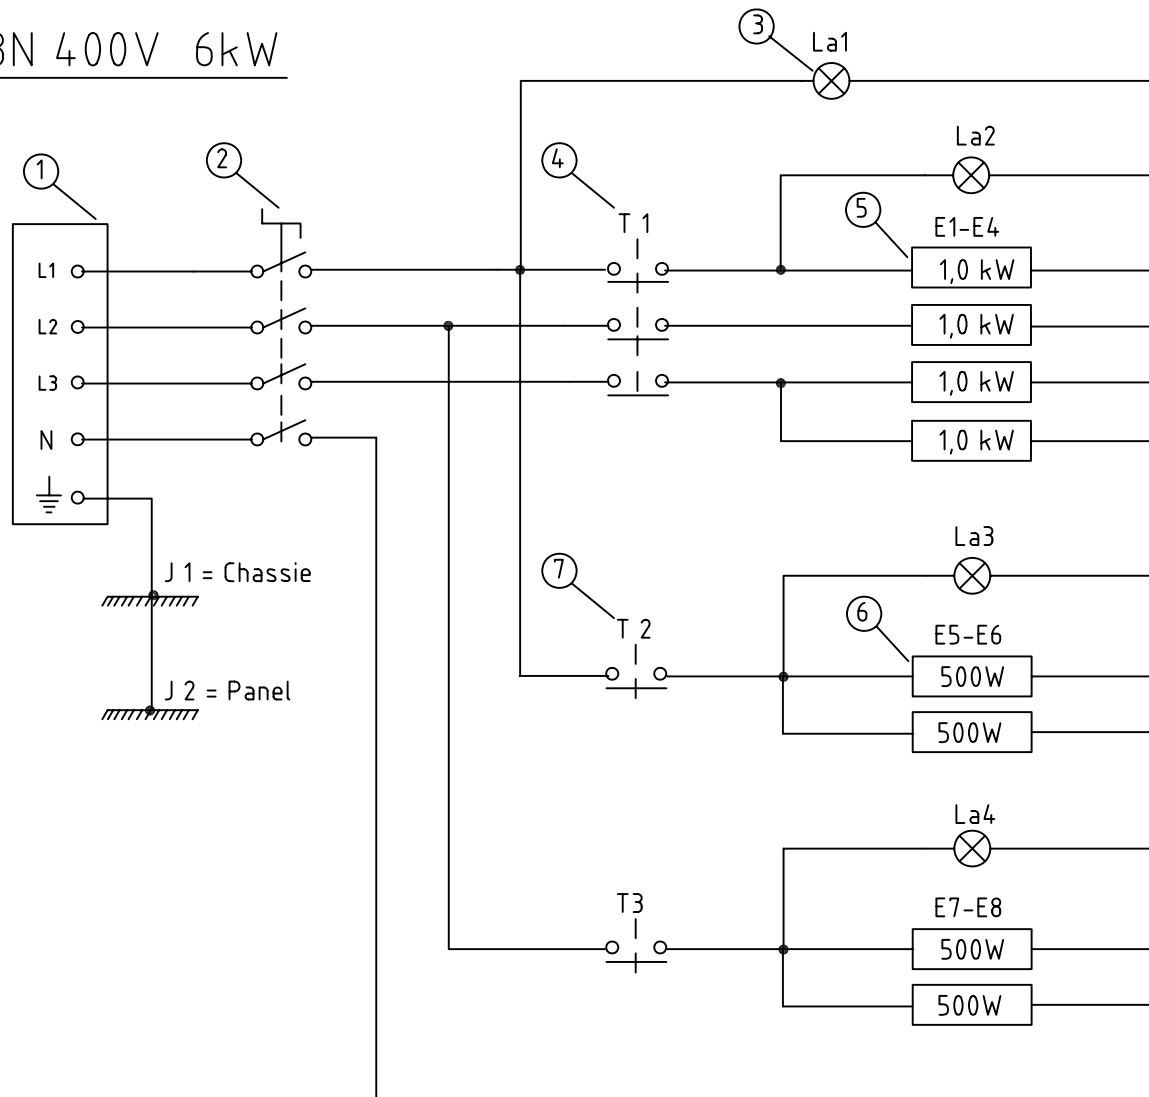 3N 400V 6kW
3
La1
La2
1
2
4
5
T 1
E1-E4
L1
1,0 kW
L2
1,0 kW
L3
1,0 kW
N
1,0 kW
J 1 = Chassie
La3
7
6
T 2
E5-E6
500W
J 2 = Panel
500W
La4
T3
E7-E8
500W
500W